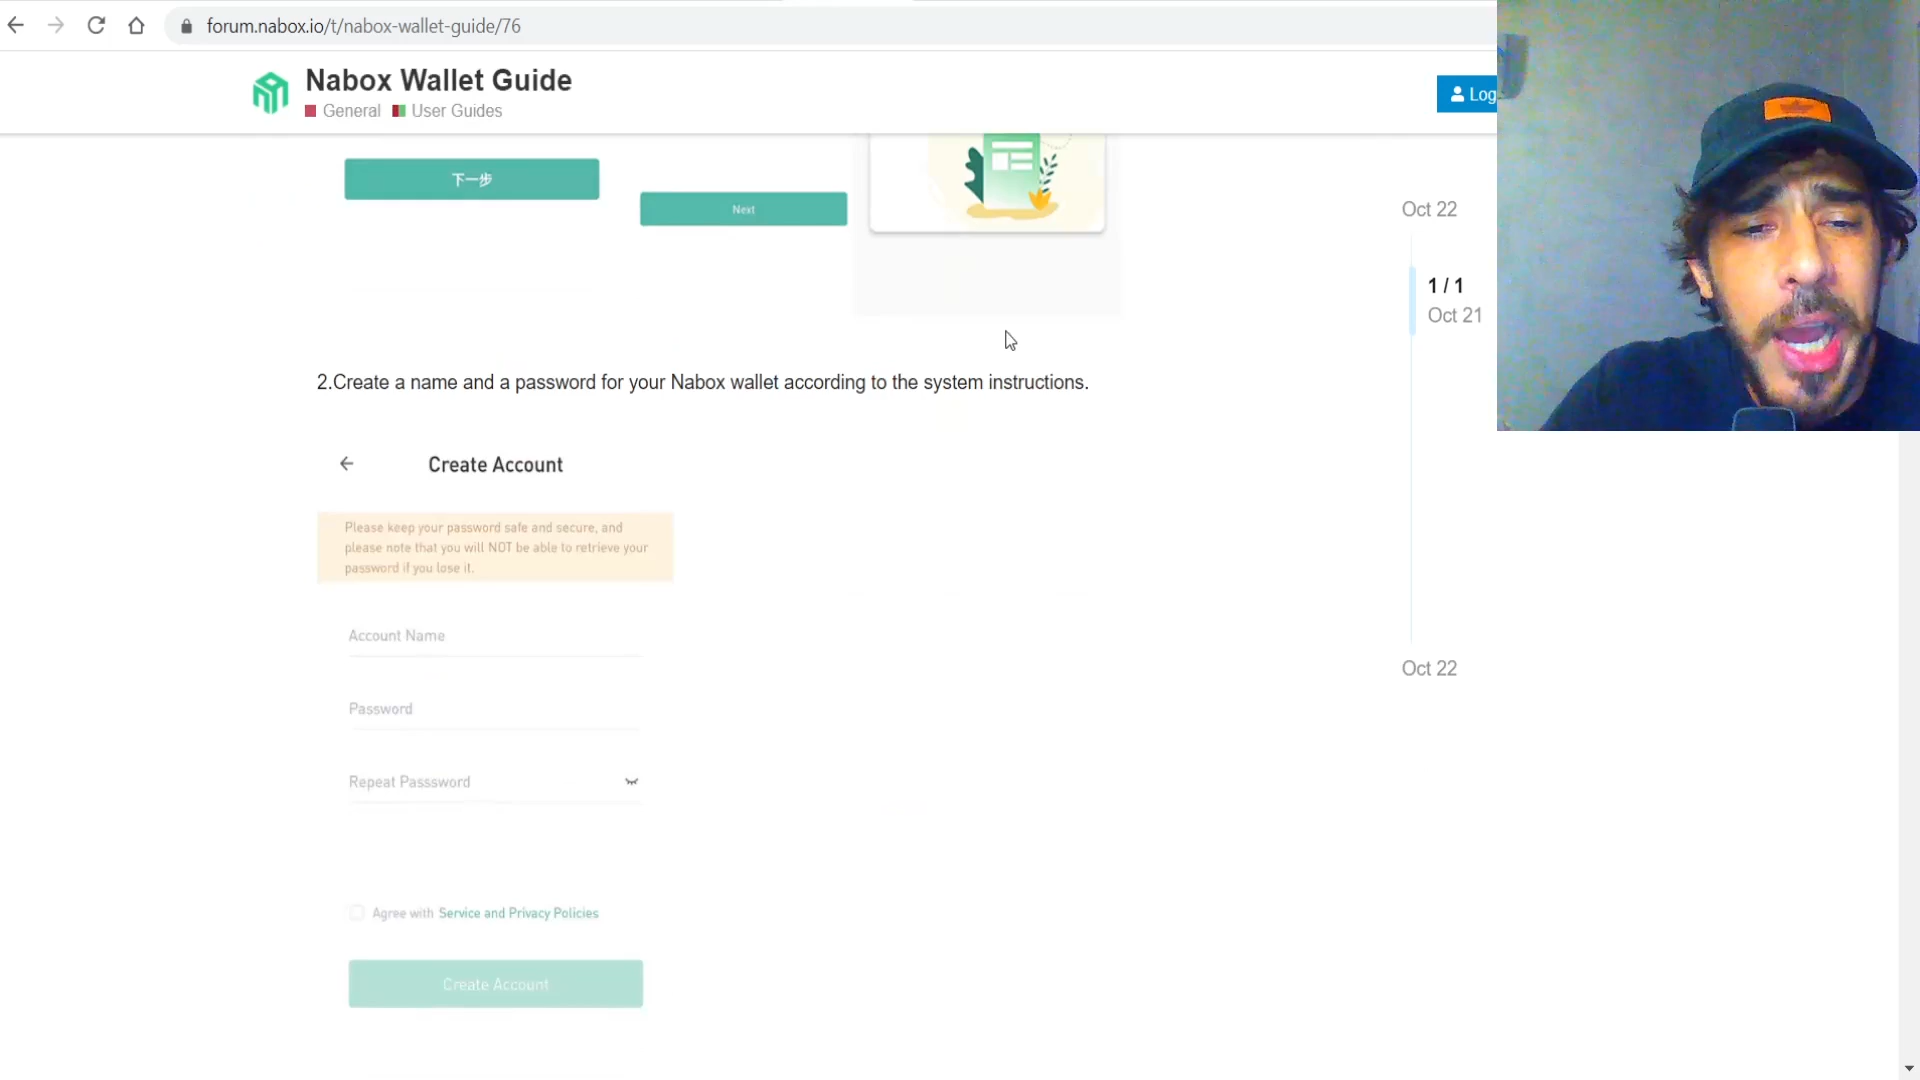 forum.nabox.io/t/nabox-wallet-guide/76
Nabox Wallet Guide
General User Guides
Log
下一步
Next
Oct 22
1 / 1
Oct 21
2.Create a name and a password for your Nabox wallet according to the system instructions.
Create Account
Please keep your password safe and secure, and
please note that you will NOT be able to retrieve your
password if you lose it.
Account Name
Oct 22
Password
Repeat Passsword
Agree with Service and Privacy Policies
Create Account